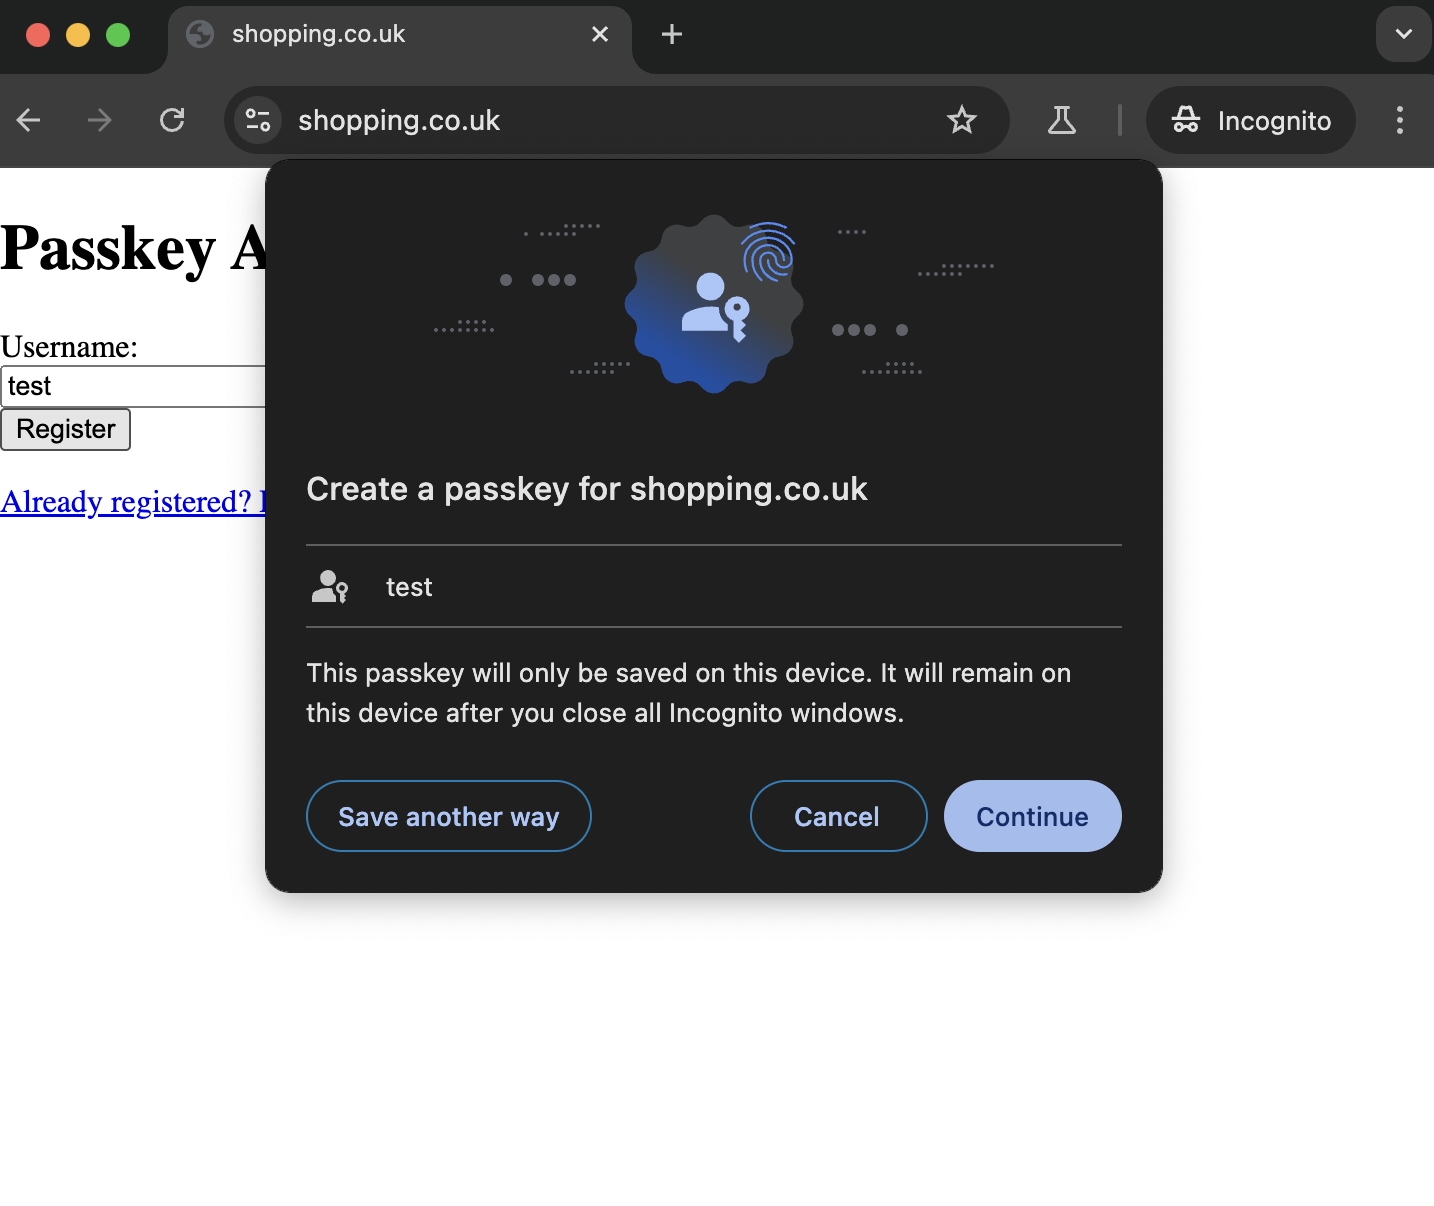 shopping.co.uk
shopping.co.uk
Incognito
Passkey A
Username:
test
Register
Already registered?
Create a passkey for shopping.co.uk
test
This passkey will only be saved on this device. It will remain on
this device after you close all Incognito windows.
Save another way
Cancel
Continue